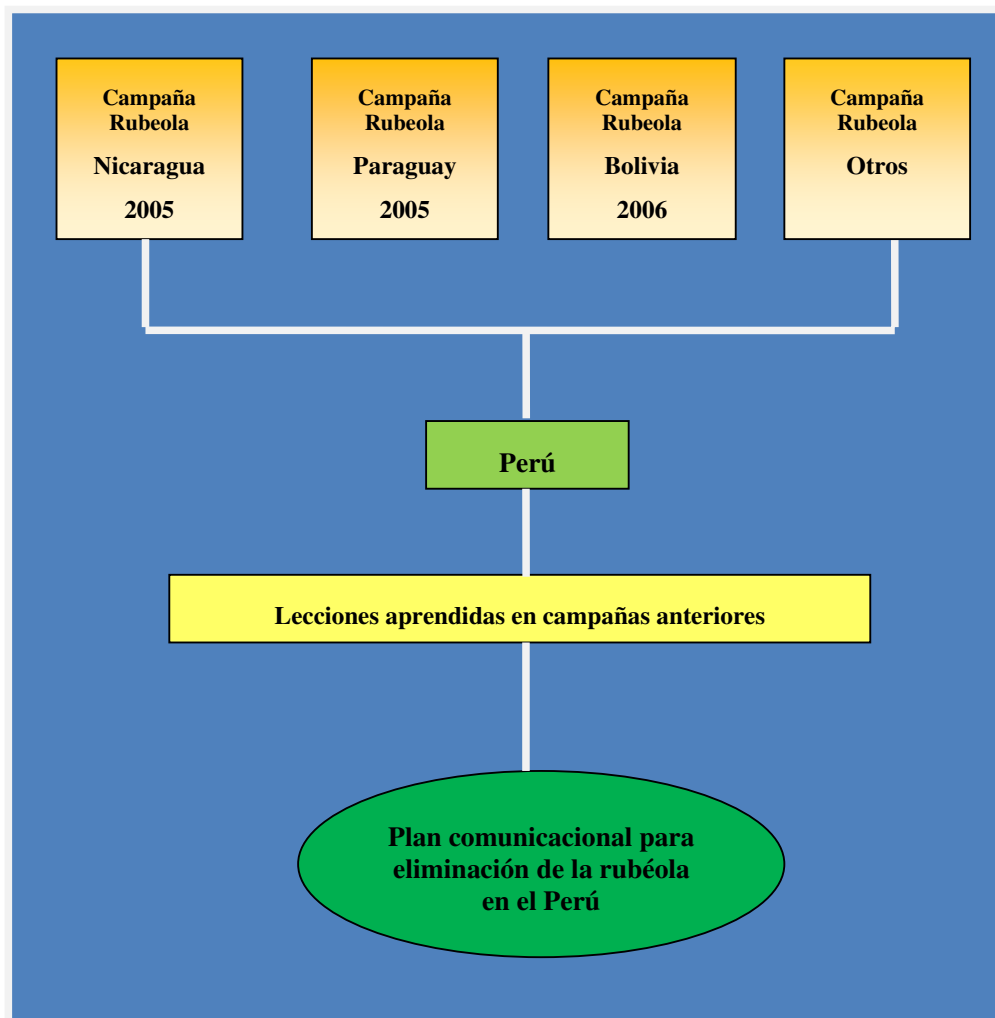 Campaña
Rubeola
Nicaragua
2005
Campaña
Rubeola
Paraguay
2005
Campaña
Rubeola
Bolivia
2006
Campaña
Rubeola
Otros
Perú
Lecciones aprendidas en campañas anteriores
Plan comunicacional para
eliminación de la rubéola
en el Perú